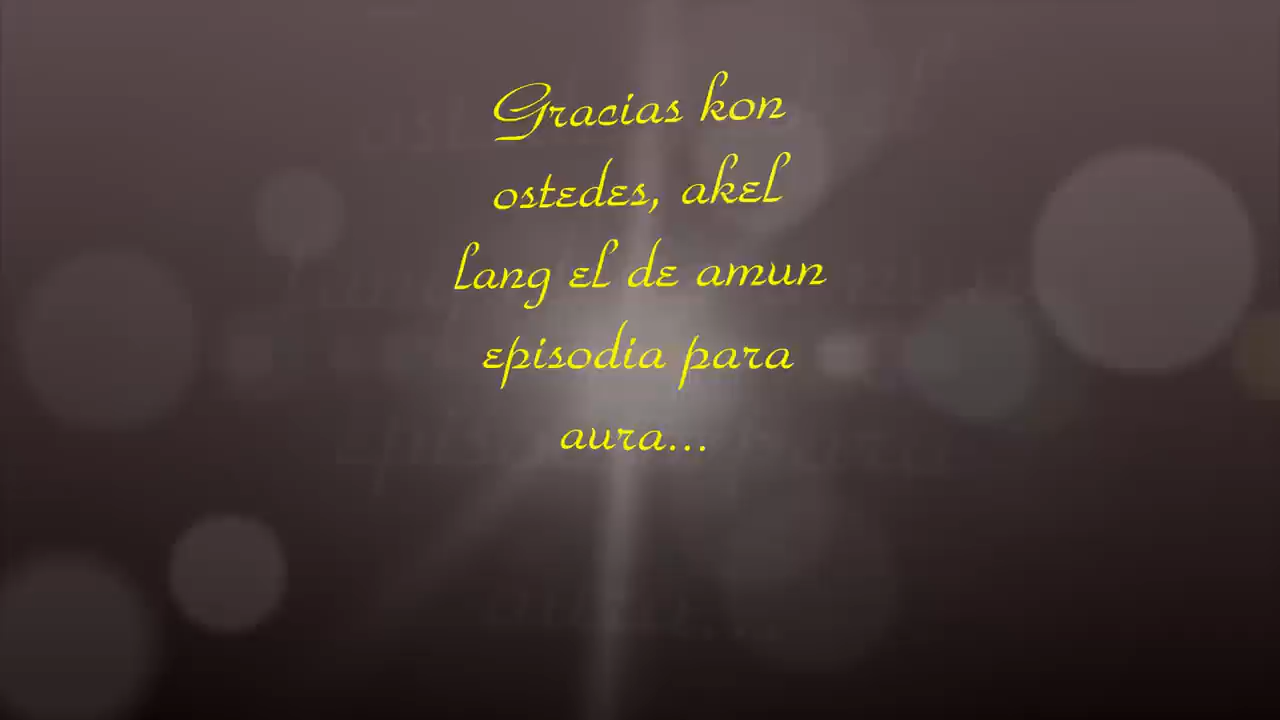 Gracias kon
ostedes, akel
lang el de amun
episodia para
aura...